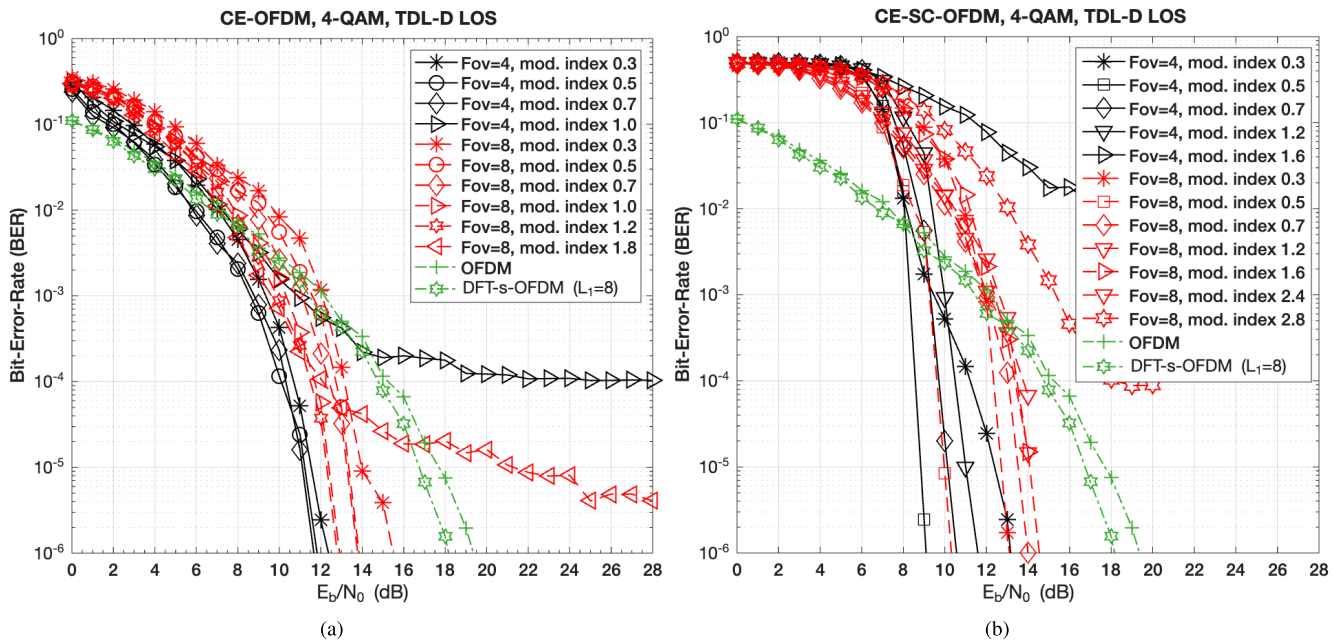 CE-OFDM, 4-QAM, TDL-D LOS
10⁰
10⁻¹
10⁻²
10⁻³
10⁻⁴
10⁻⁵
10⁻⁶
Bit-Error-Rate (BER)
Fov=4, mod. index 0.3
Fov=4, mod. index 0.5
Fov=4, mod. index 0.7
Fov=4, mod. index 1.0
Fov=8, mod. index 0.3
Fov=8, mod. index 0.5
Fov=8, mod. index 0.7
Fov=8, mod. index 1.0
Fov=8, mod. index 1.2
Fov=8, mod. index 1.8
OFDM
DFT-s-OFDM (L₁=8)
0 2 4 6 8 10 12 14 16 18 20 22 24 26 28
E_b/N₀ (dB)
(a)
CE-SC-OFDM, 4-QAM, TDL-D LOS
10⁰
10⁻¹
10⁻²
10⁻³
10⁻⁴
10⁻⁵
10⁻⁶
Bit-Error-Rate (BER)
Fov=4, mod. index 0.3
Fov=4, mod. index 0.5
Fov=4, mod. index 0.7
Fov=4, mod. index 1.2
Fov=4, mod. index 1.6
Fov=8, mod. index 0.3
Fov=8, mod. index 0.5
Fov=8, mod. index 0.7
Fov=8, mod. index 1.2
Fov=8, mod. index 1.6
Fov=8, mod. index 2.4
Fov=8, mod. index 2.8
OFDM
DFT-s-OFDM (L₁=8)
0 2 4 6 8 10 12 14 16 18 20 22 24 26 28
E_b/N₀ (dB)
(b)